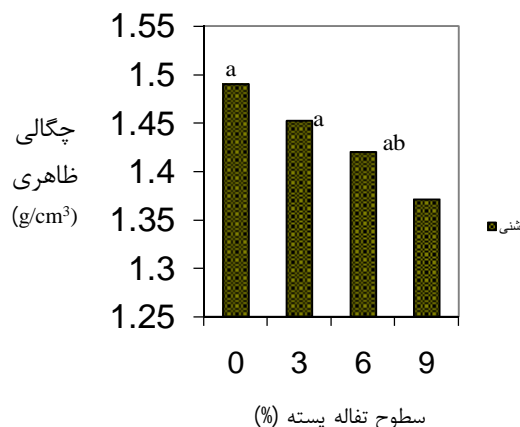 چگالی
ظاهری
(g/cm³)
1.55
1.5
1.45
1.4
1.35
1.3
1.25
a
a
ab
0 3 6 9
سطوح تفاله پسته (%)
شنی